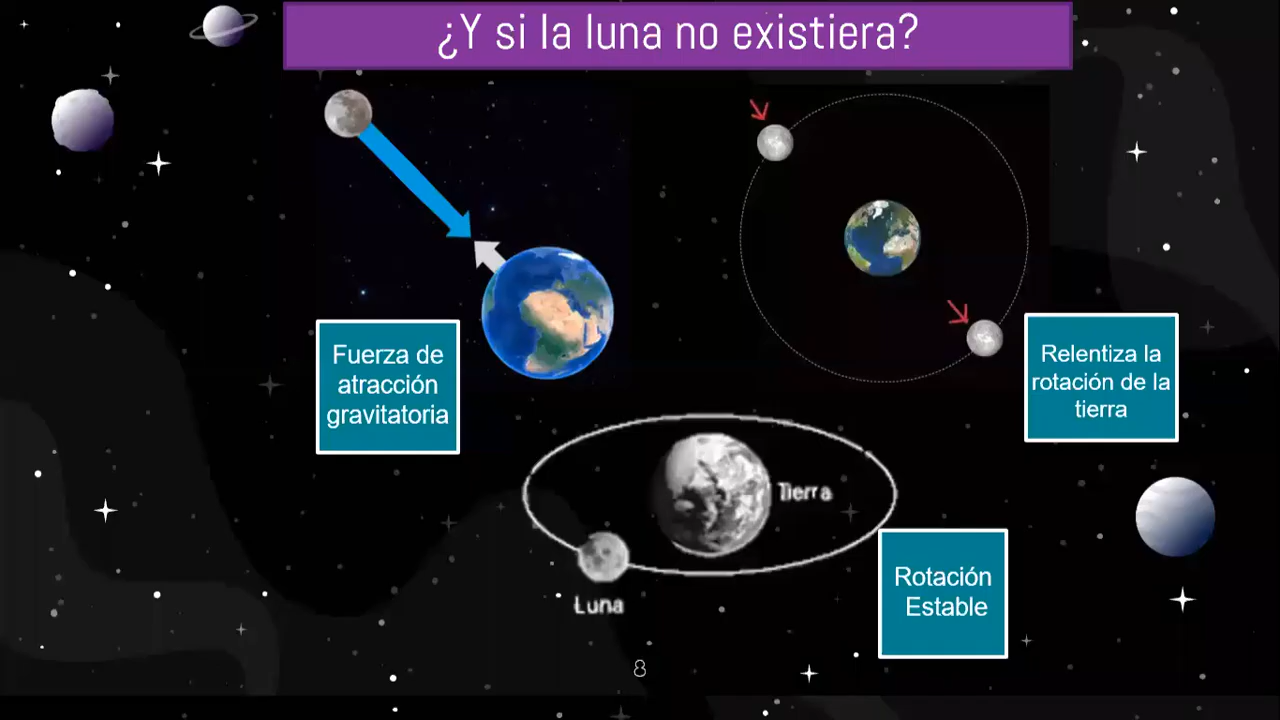 ¿Y si la luna no existiera?
Fuerza de
atracción
gravitatoria
Relentiza la
rotación de la
tierra
Tierra
Luna
Rotación
Estable
8